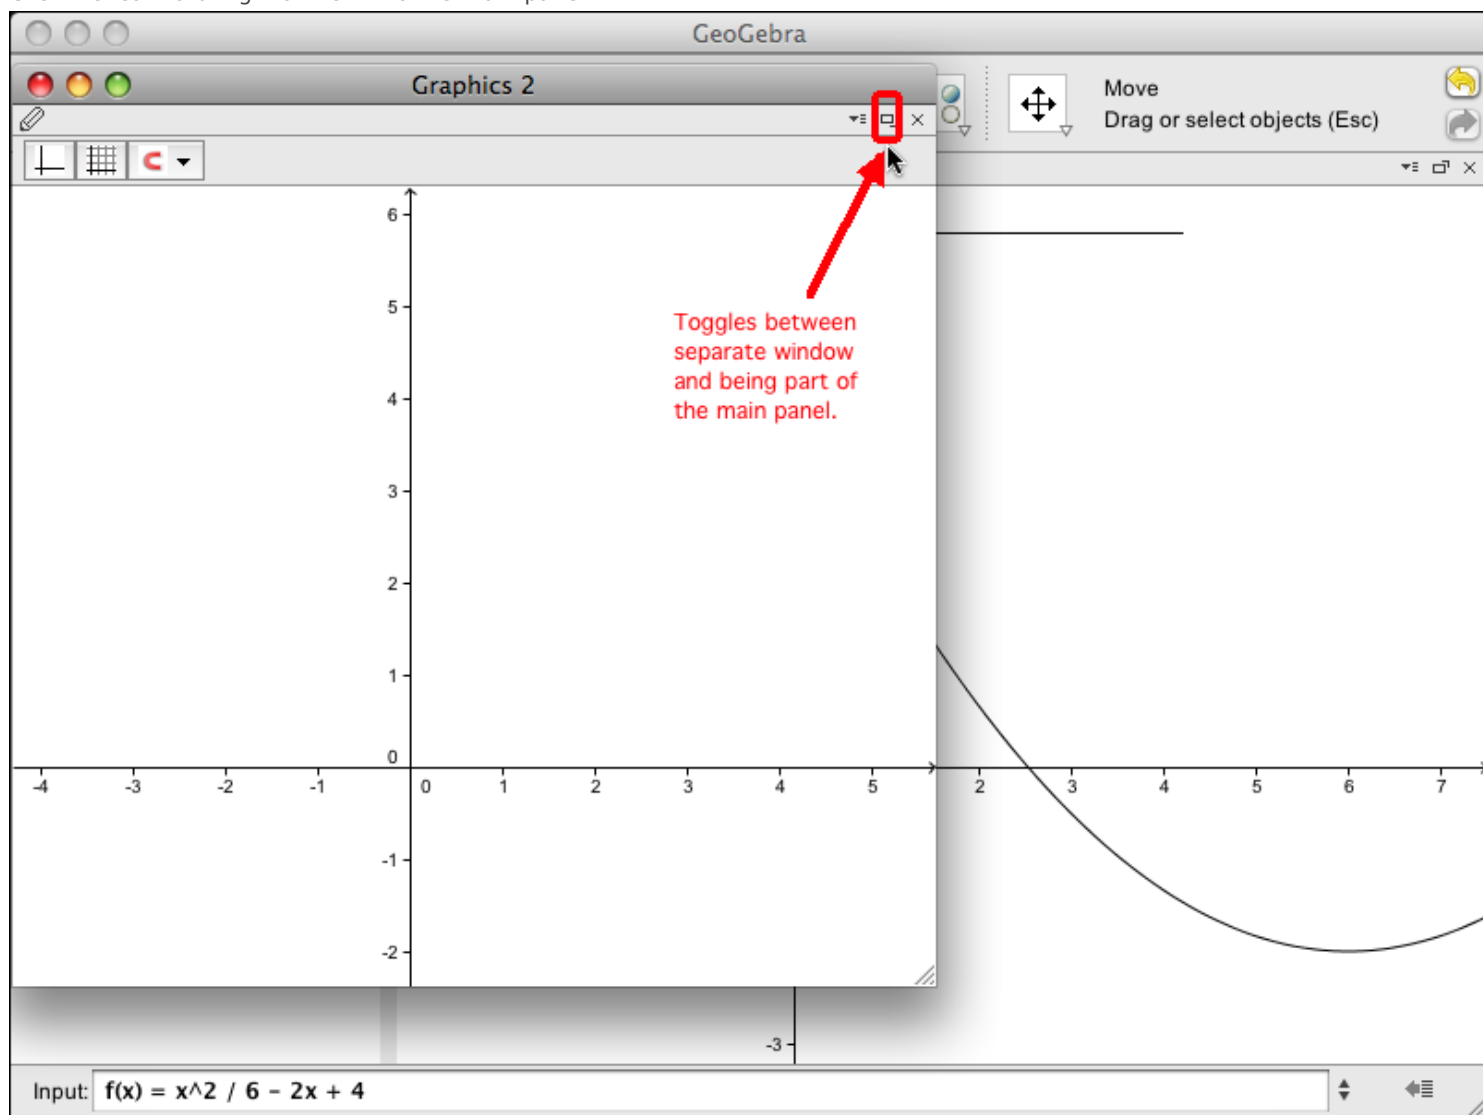 GeoGebra
Graphics 2
Move
Drag or select objects (Esc)
6
5
Toggles between
separate window
and being part of
the main panel.
4
3
2
1
0
-4 -3 -2 -1 0 1 2 3 4 5 2 3 4 5 6 7
-1
-2
-3
Input: f(x) = x^2 / 6 - 2x + 4